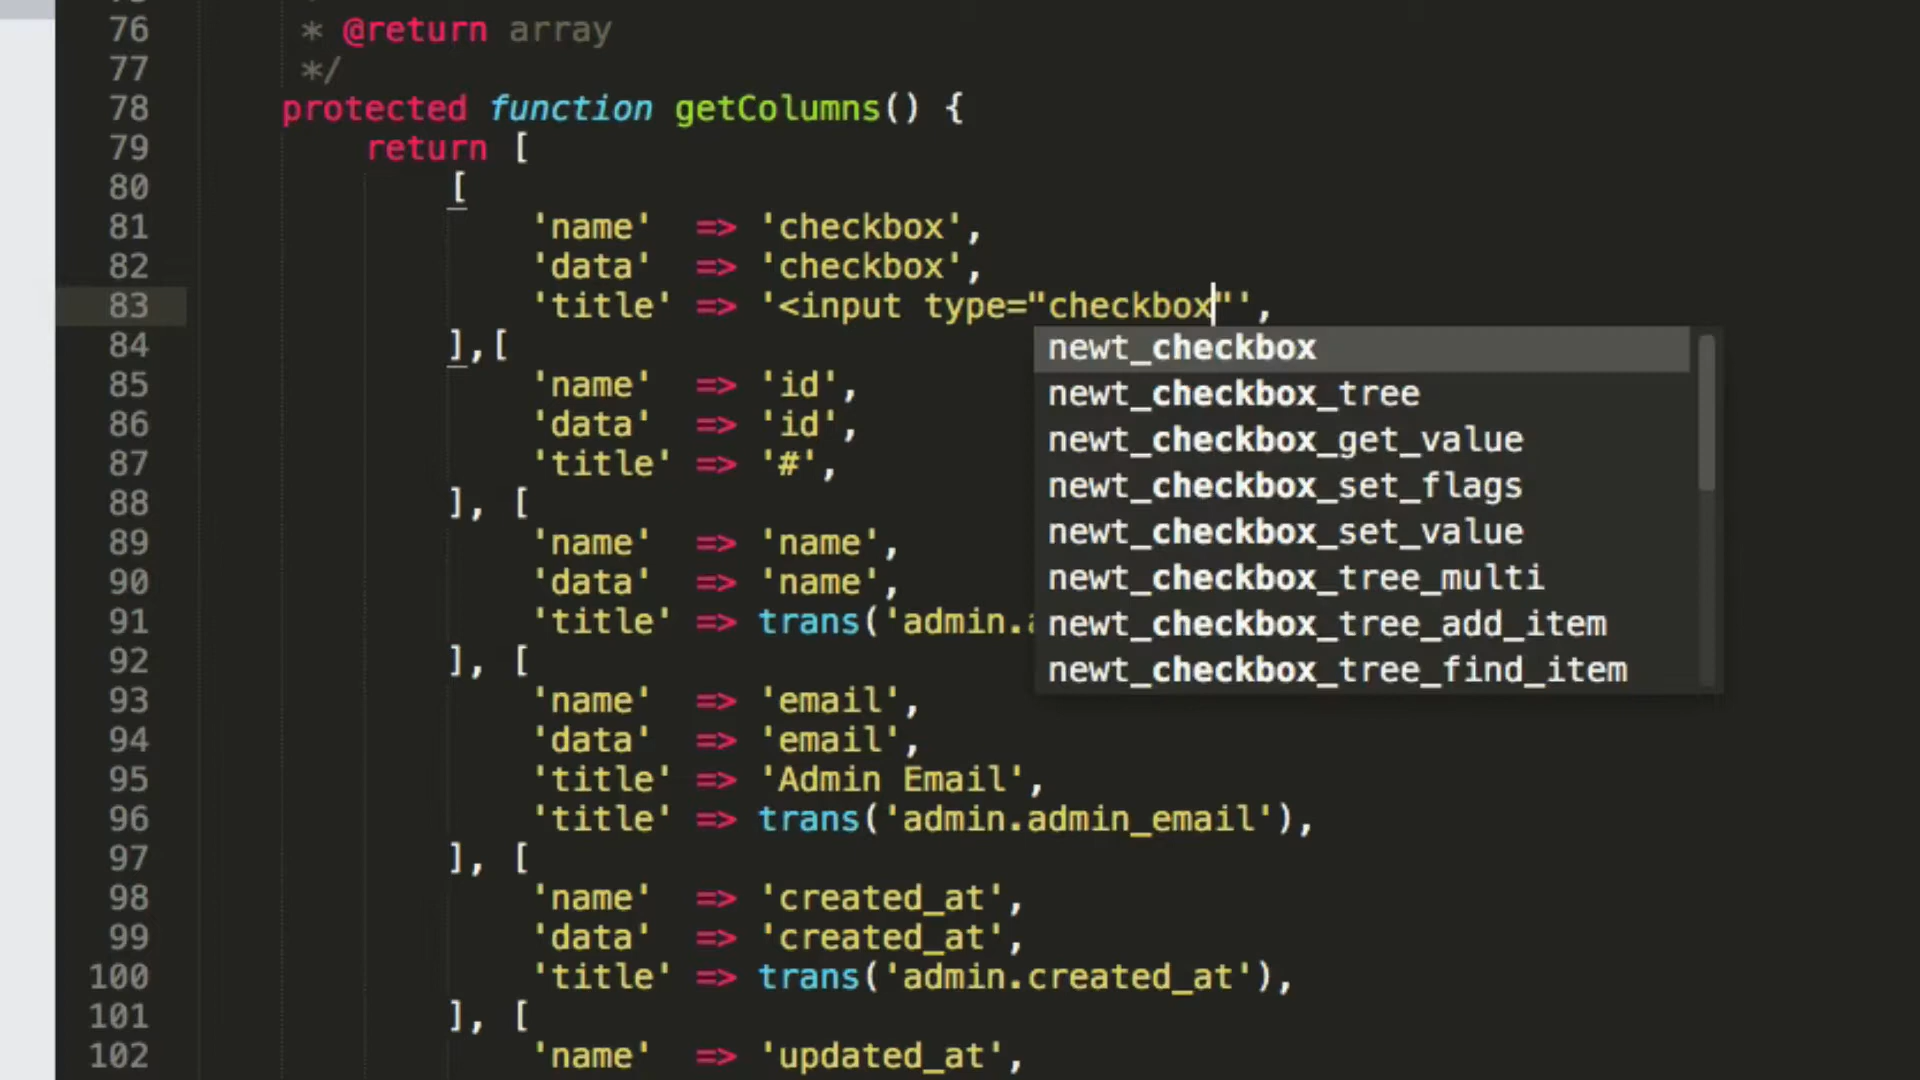 76 * @return array
77 */
78 protected function getColumns() {
79 return [
80 [
81 'name' => 'checkbox',
82 'data' => 'checkbox',
83 'title' => '<input type="checkbox"',
newt_checkbox
84 ],[
newt_checkbox_tree
85 'name' => 'id',
newt_checkbox_get_value
86 'data' => 'id',
newt_checkbox_set_flags
87 'title' => '#',
newt_checkbox_set_value
88 ], [
newt_checkbox_tree_multi
89 'name' => 'name',
90 'data' => 'name',
newt_checkbox_tree_add_item
91 'title' => trans('admin.
newt_checkbox_tree_find_item
92 ], [
93 'name' => 'email',
94 'data' => 'email',
95 'title' => 'Admin Email',
96 'title' => trans('admin.admin_email'),
97 ], [
98 'name' => 'created_at',
99 'data' => 'created_at',
100 'title' => trans('admin.created_at'),
101 ], [
102 'name' => 'updated_at',